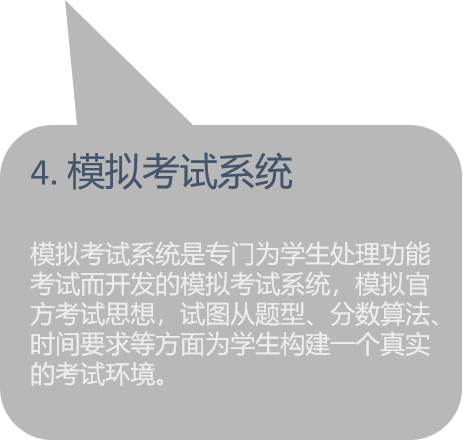 4. 模拟考试系统
模拟考试系统是专门为学生处理功能
考试而开发的模拟考试系统，模拟官
方考试思想，试图从题型、分数算法、
时间要求等方面为学生构建一个真实
的考试环境。